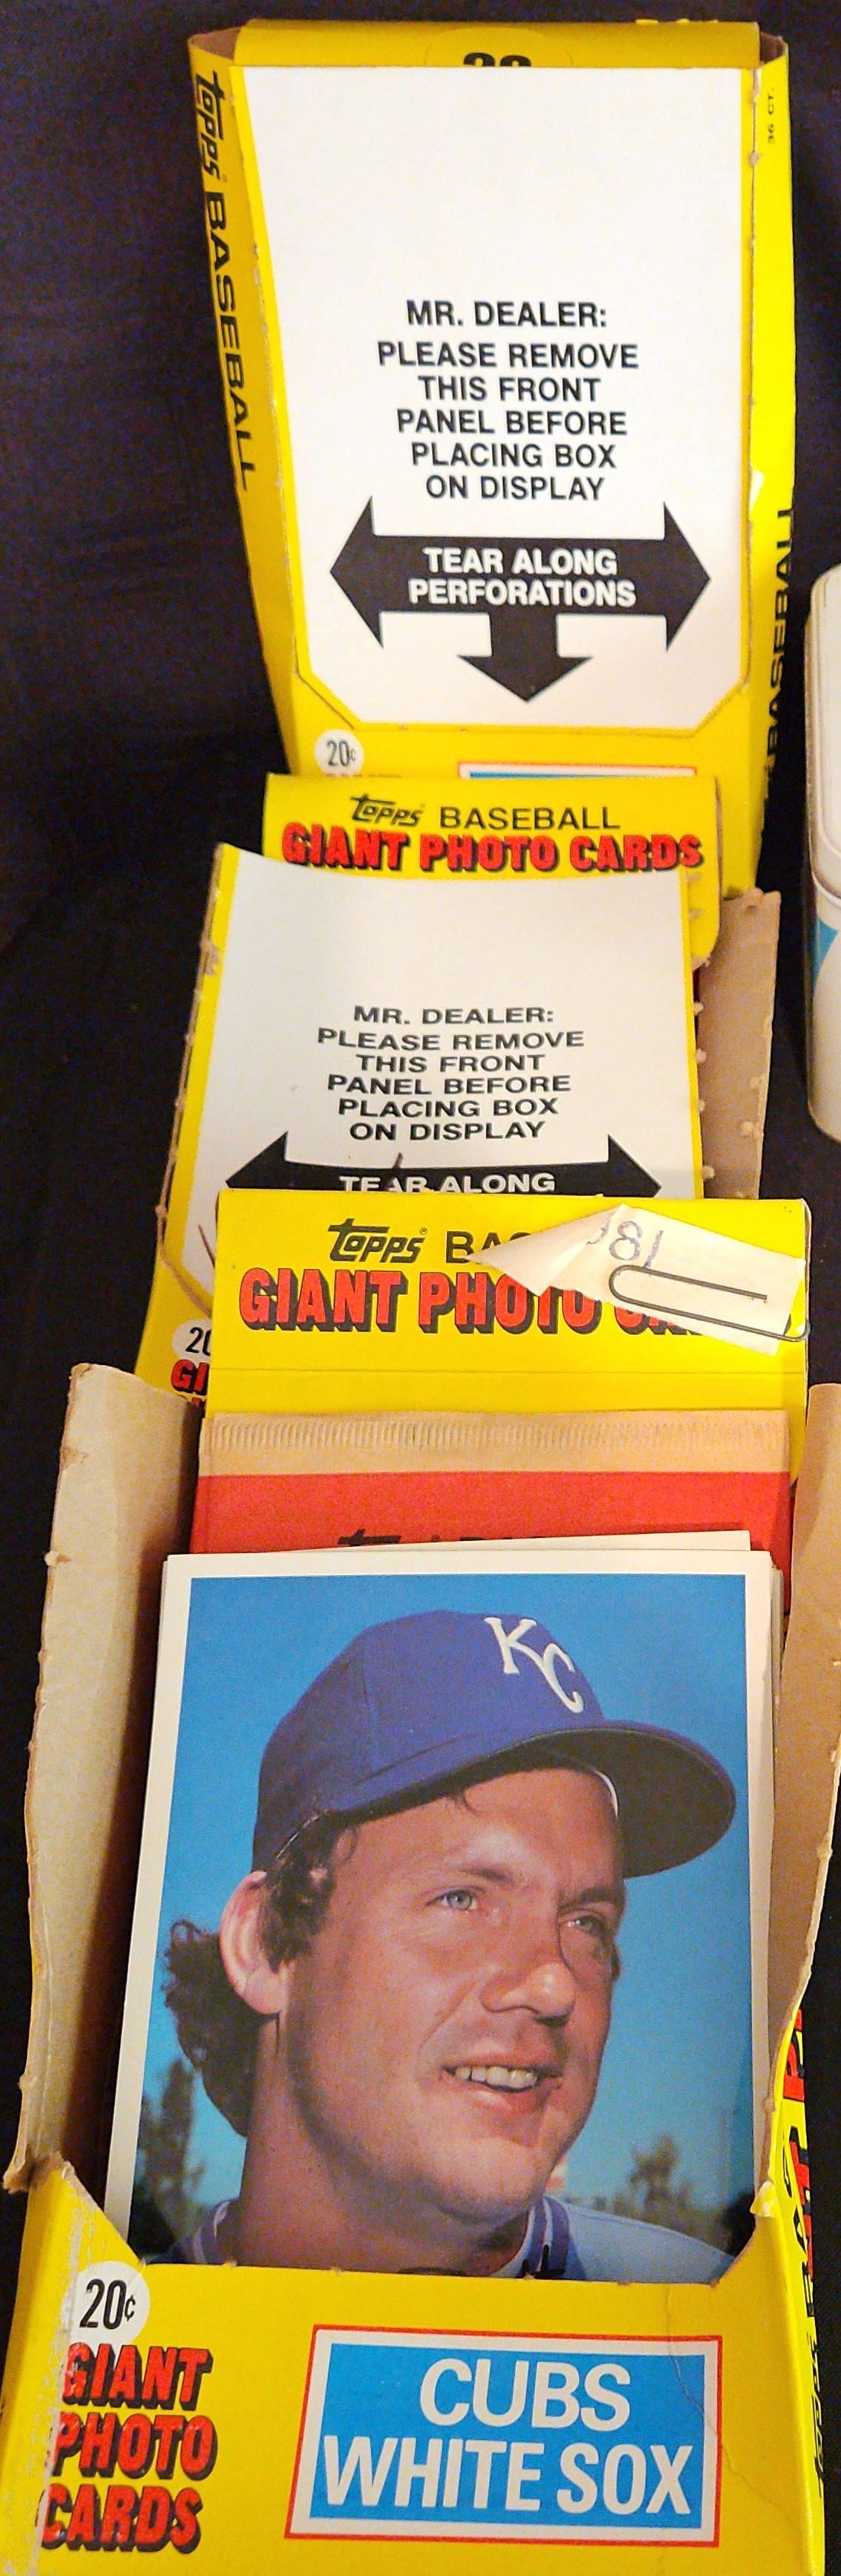 topps BASEBALL
36 CT.
MR. DEALER:
PLEASE REMOVE
THIS FRONT
PANEL BEFORE
PLACING BOX
ON DISPLAY
TEAR ALONG
PERFORATIONS
BASEBALL
20¢
topps® BASEBALL
GIANT PHOTO CARDS
MR. DEALER:
PLEASE REMOVE
THIS FRONT
PANEL BEFORE
PLACING BOX
ON DISPLAY
TEAR ALONG
topps®
GIANT PHOTO
KC
20¢
GIANT
PHOTO
CARDS
CUBS
WHITE SOX